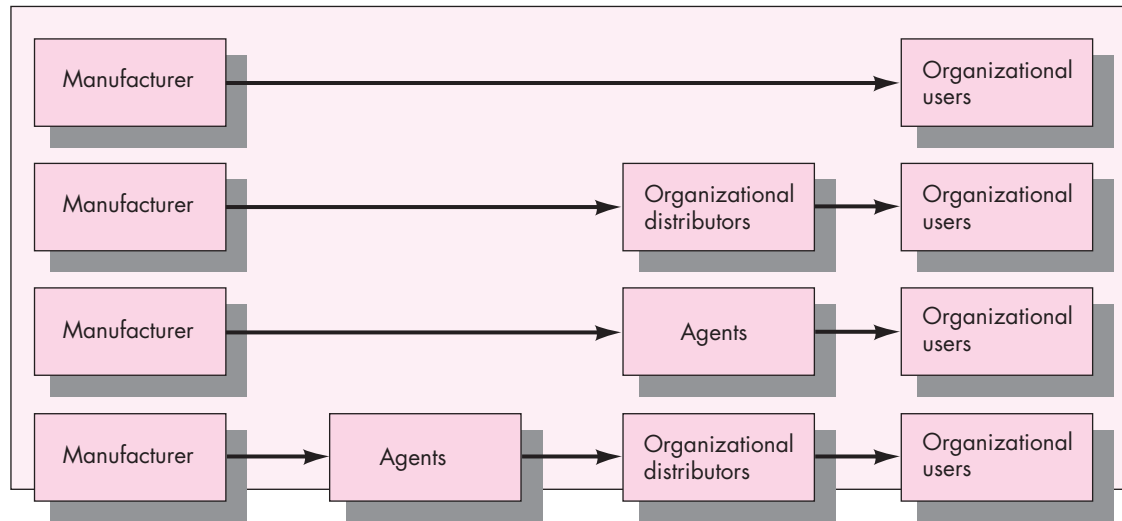 Manufacturer
Organizational
users
Manufacturer
Organizational
distributors
Organizational
users
Manufacturer
Agents
Organizational
users
Manufacturer
Agents
Organizational
distributors
Organizational
users